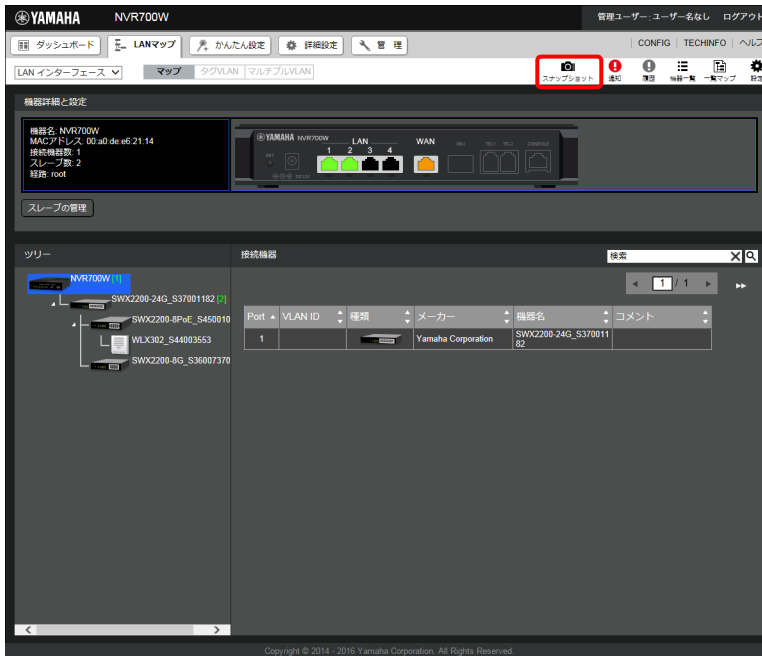 YAMAHA NVR700W 管理ユーザー: ユーザー名なし ログアウト
ダッシュボード LANマップ かんたん設定 詳細設定 管 理 CONFIG TECHINFO ヘルプ
LAN インターフェース マップ タグVLAN マルチプルVLAN スナップショット 通知 履歴 機器一覧 一覧マップ 設定
機器詳細と設定
機器名: NVR700W
MACアドレス: 00:a0:de:e6:21:14
接続機器数: 1
スレーブ数: 2
経路: root
YAMAHA NVR700W LAN WAN ONU TEL1 TEL2 CONSOLE
1 2 3 4
DC12V
スレーブの管理
ツリー
NVR700W [1]
SWX2200-24G_S37001182 [2]
SWX2200-8PoE_S450010
WLX302_S44003553
SWX2200-8G_S36007370
接続機器 検索
1 / 1
Port VLAN ID 種類 メーカー 機器名 コメント
1 Yamaha Corporation SWX2200-24G_S370011
82
Copyright © 2014 - 2016 Yamaha Corporation. All Rights Reserved.